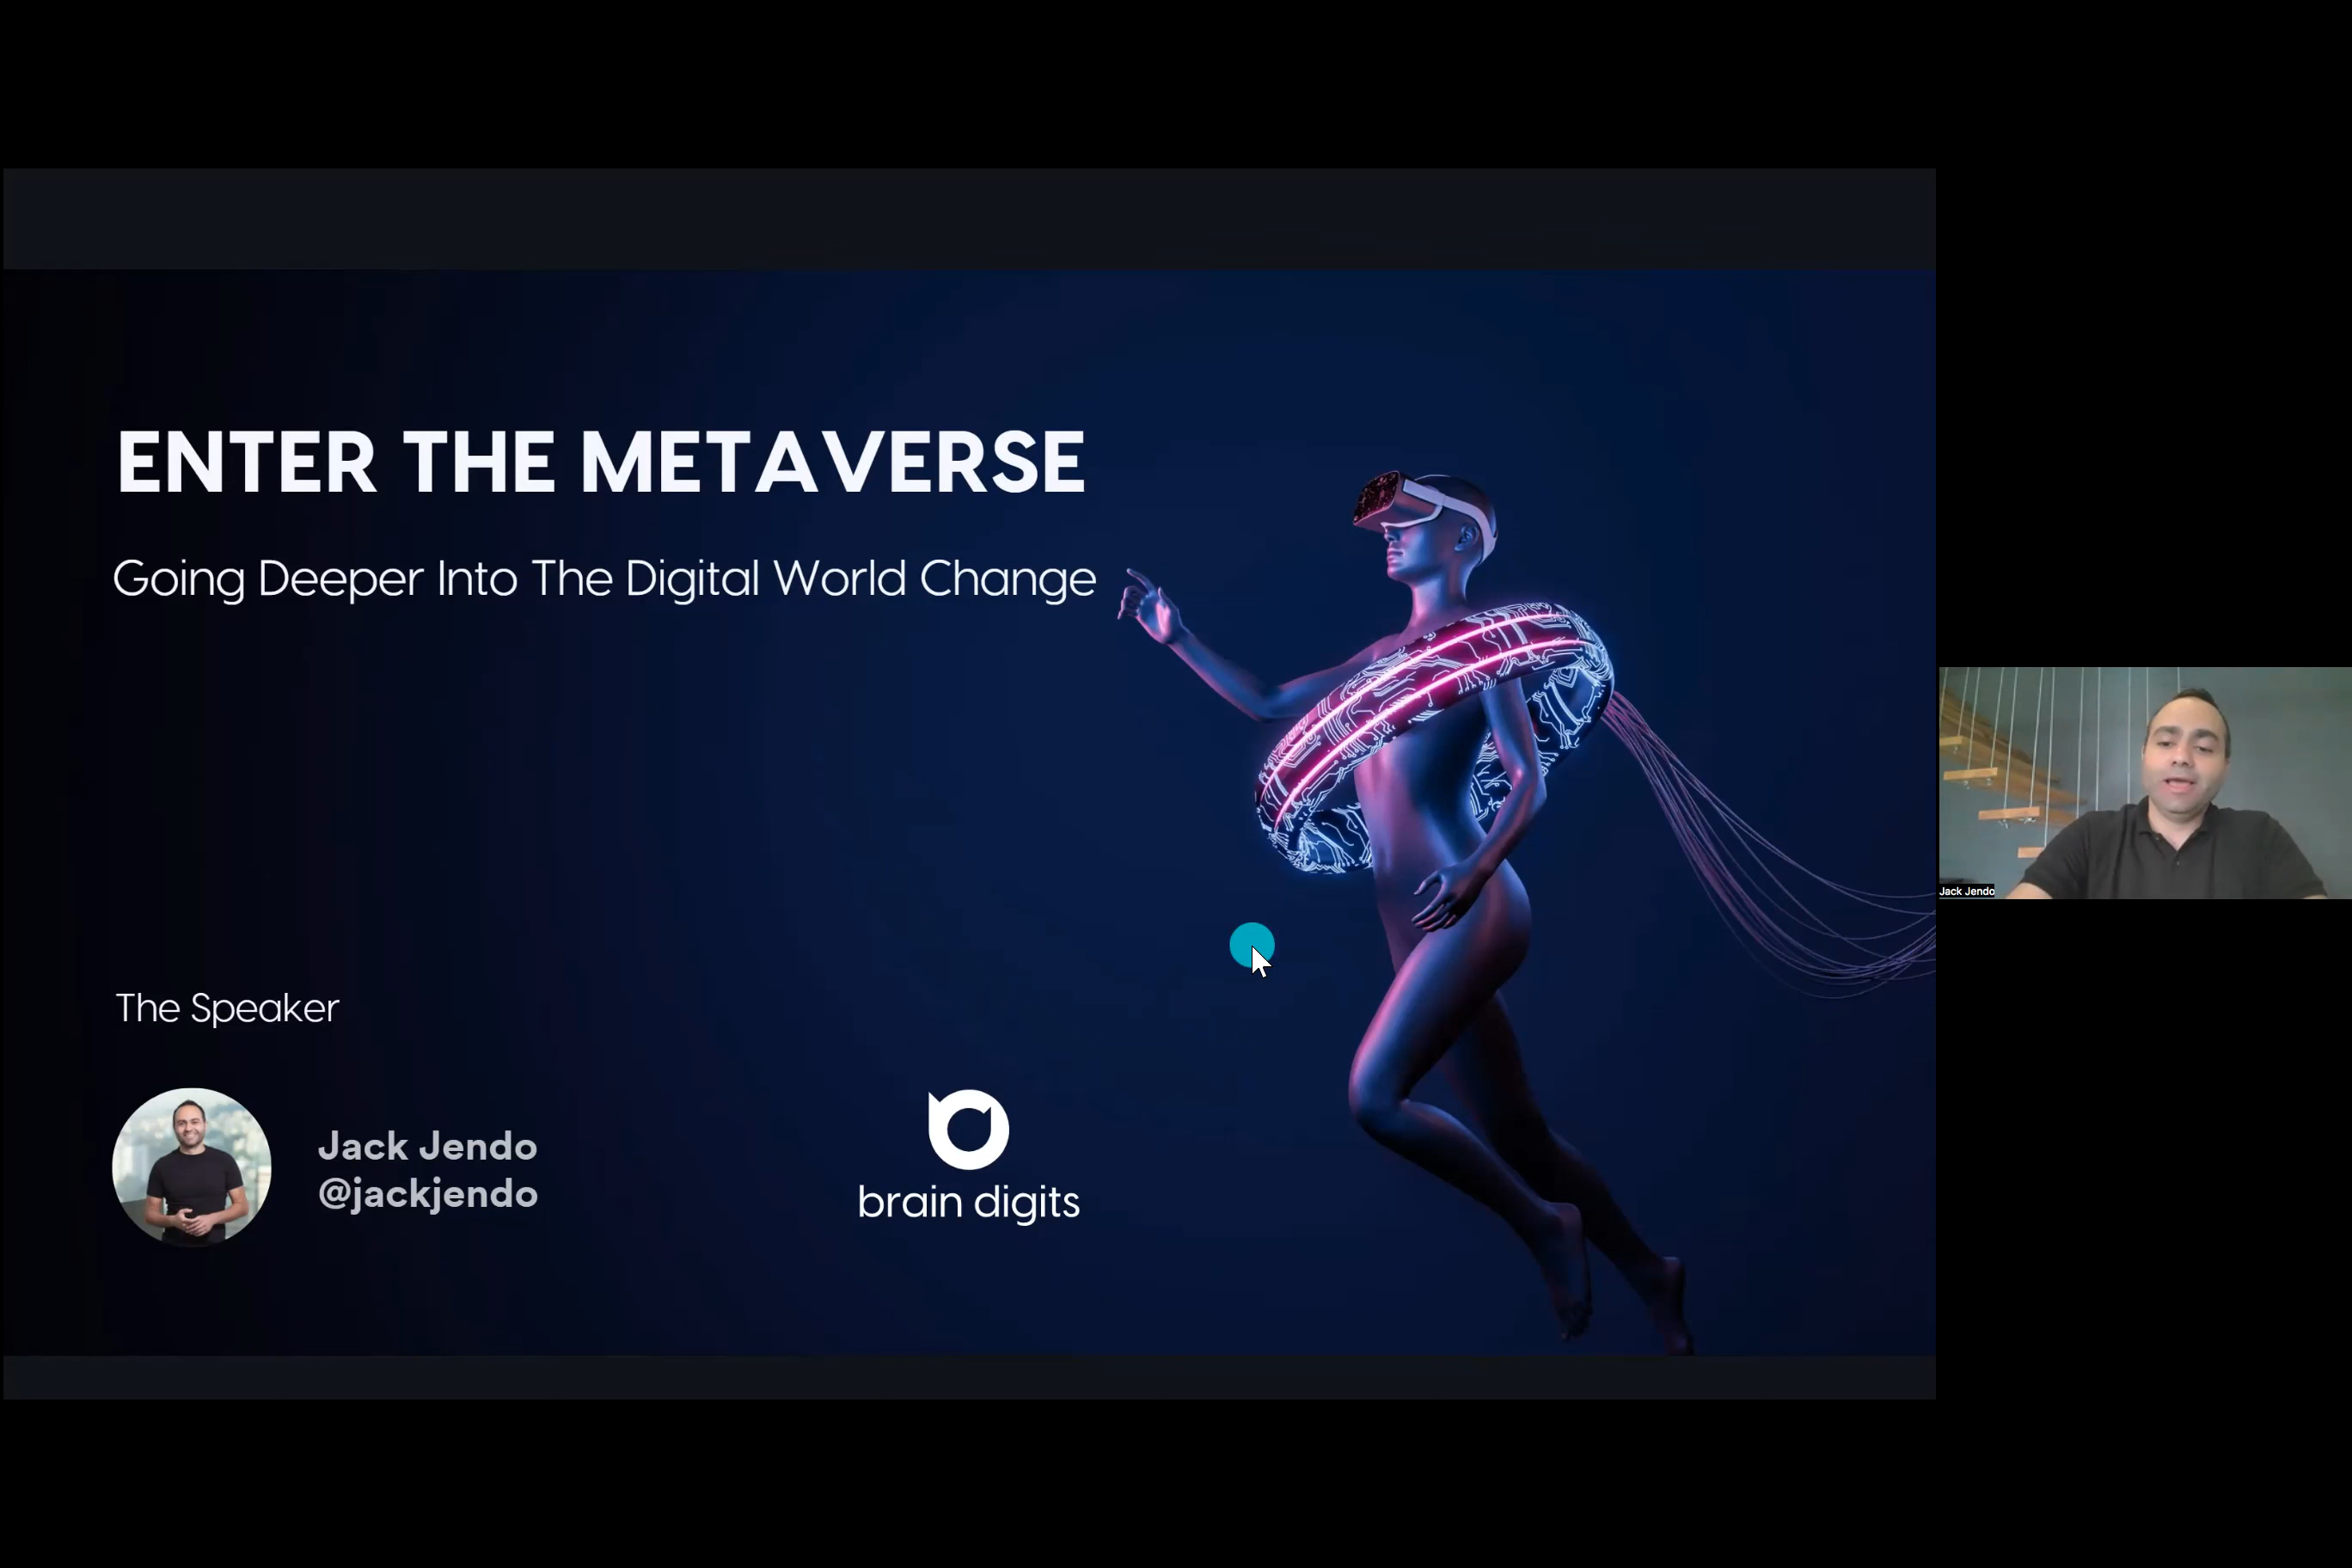 ENTER THE METAVERSE
Going Deeper Into The Digital World Change
The Speaker
Jack Jendo
@jackjendo
brain digits
Jack Jendo